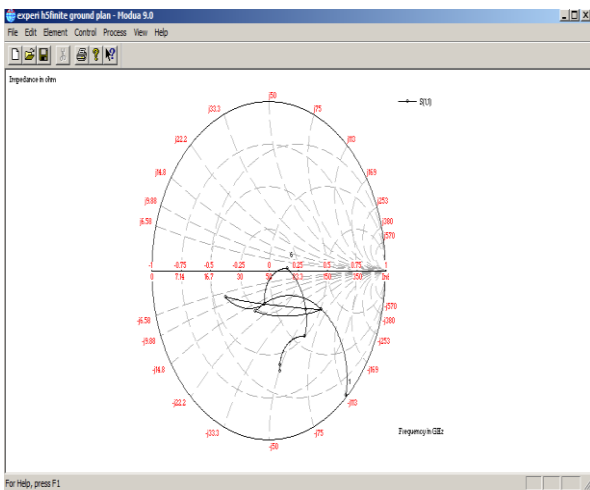 experi h5finite ground plan - Modua 9.0
File Edit Element Control Process View Help
Impedance in ohm
S(1,1)
j50
j33.3
j75
j22.2
j113
j14.8
j169
j9.88
j253
j6.58
j380
j570
6
-1 -0.75 -0.5 -0.25 0 0.25 0.5 0.75 1
0 7.14 16.7 30 50 83.3 150 350 Inf
-j570
-j6.58
-j380
-j9.88
-j253
-j14.8
-j169
1
-j22.2
-j113
-j33.3
-j75
-j50
Frequency in GHz
For Help, press F1